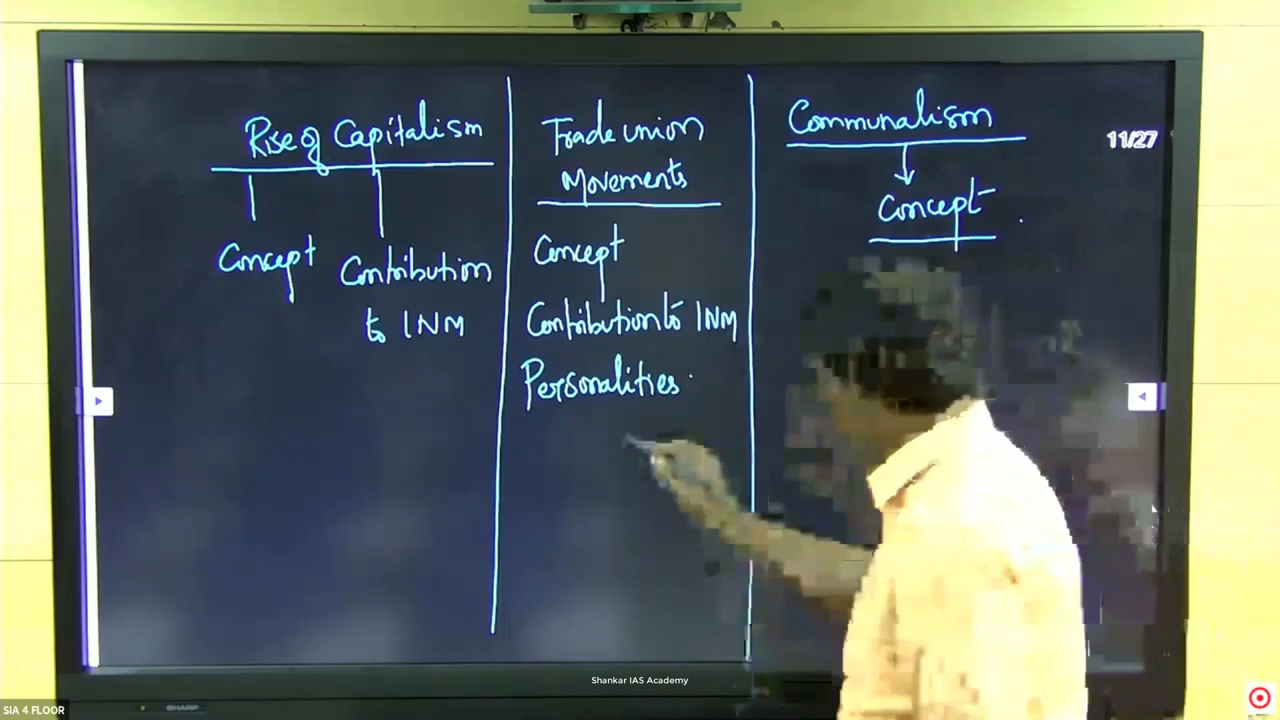 Rise of Capitalism
Concept
Contribution
to INM
Trade union
Movements
Concept
Contribution to INM
Personalities
Communalism
Concept
11/27
Shankar IAS Academy
SIA 4 FLOOR
SHARP